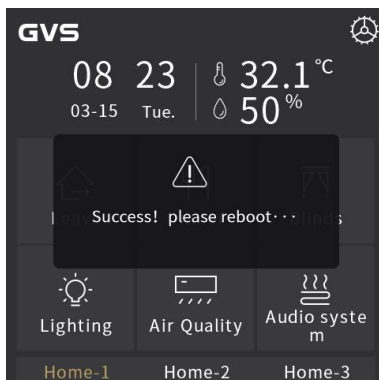 GVS
08 23 32.1 °C
03-15 Tue. 50 %
Success! please reboot···
Lighting Air Quality Audio syste
m
Home-1 Home-2 Home-3